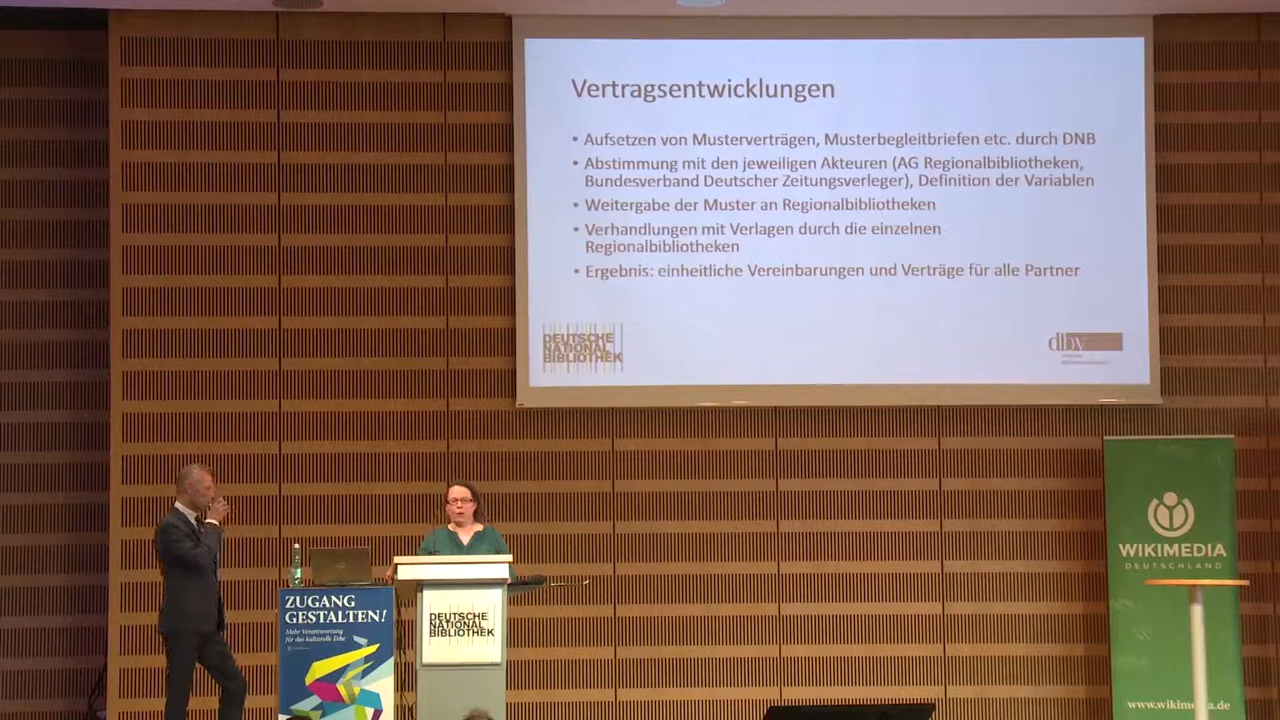 Vertragsentwicklungen
• Aufsetzen von Musterverträgen, Musterbegleitbriefen etc. durch DNB
• Abstimmung mit den jeweiligen Akteuren (AG Regionalbibliotheken,
Bundesverband Deutscher Zeitungsverleger), Definition der Variablen
• Weitergabe der Muster an Regionalbibliotheken
• Verhandlungen mit Verlagen durch die einzelnen
Regionalbibliotheken
• Ergebnis: einheitliche Vereinbarungen und Verträge für alle Partner
DEUTSCHE
NATIONAL
BIBLIOTHEK
dbv
ZUGANG
GESTALTEN!
Mehr Verantwortung
für das kulturelle Erbe
DEUTSCHE
NATIONAL
BIBLIOTHEK
WIKIMEDIA
DEUTSCHLAND